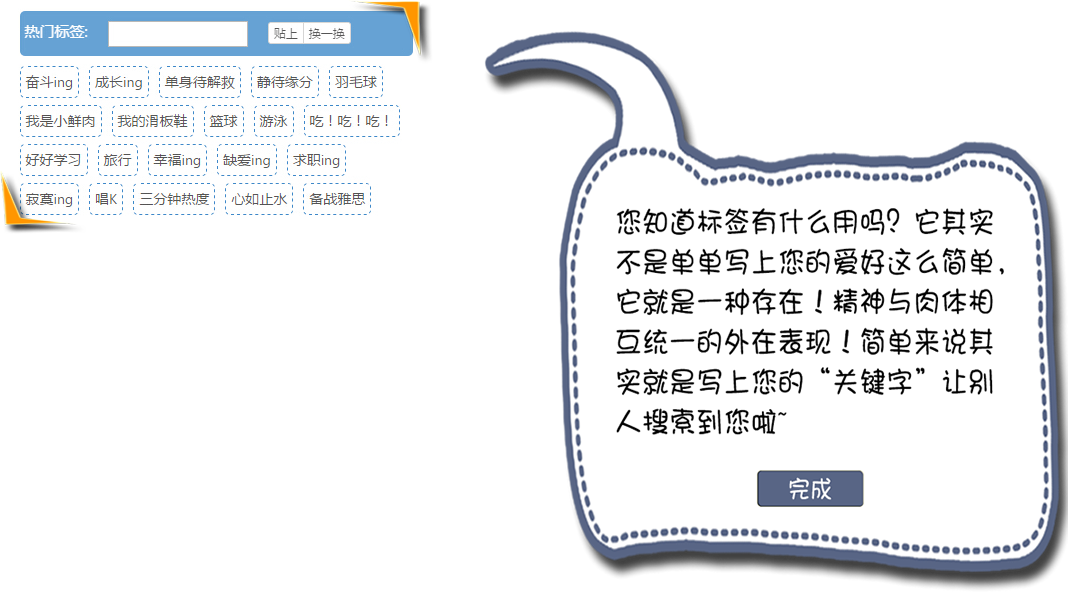 热门标签: 贴上 换一换
奋斗ing 成长ing 单身待解救 静待缘分 羽毛球
我是小鲜肉 我的滑板鞋 篮球 游泳 吃！吃！吃！
好好学习 旅行 幸福ing 缺爱ing 求职ing
寂寞ing 唱K 三分钟热度 心如止水 备战雅思
您知道标签有什么用吗？它其实
不是单单写上您的爱好这么简单，
它就是一种存在！精神与肉体相
互统一的外在表现！简单来说其
实就是写上您的“关键字”让别
人搜索到您啦~
完成